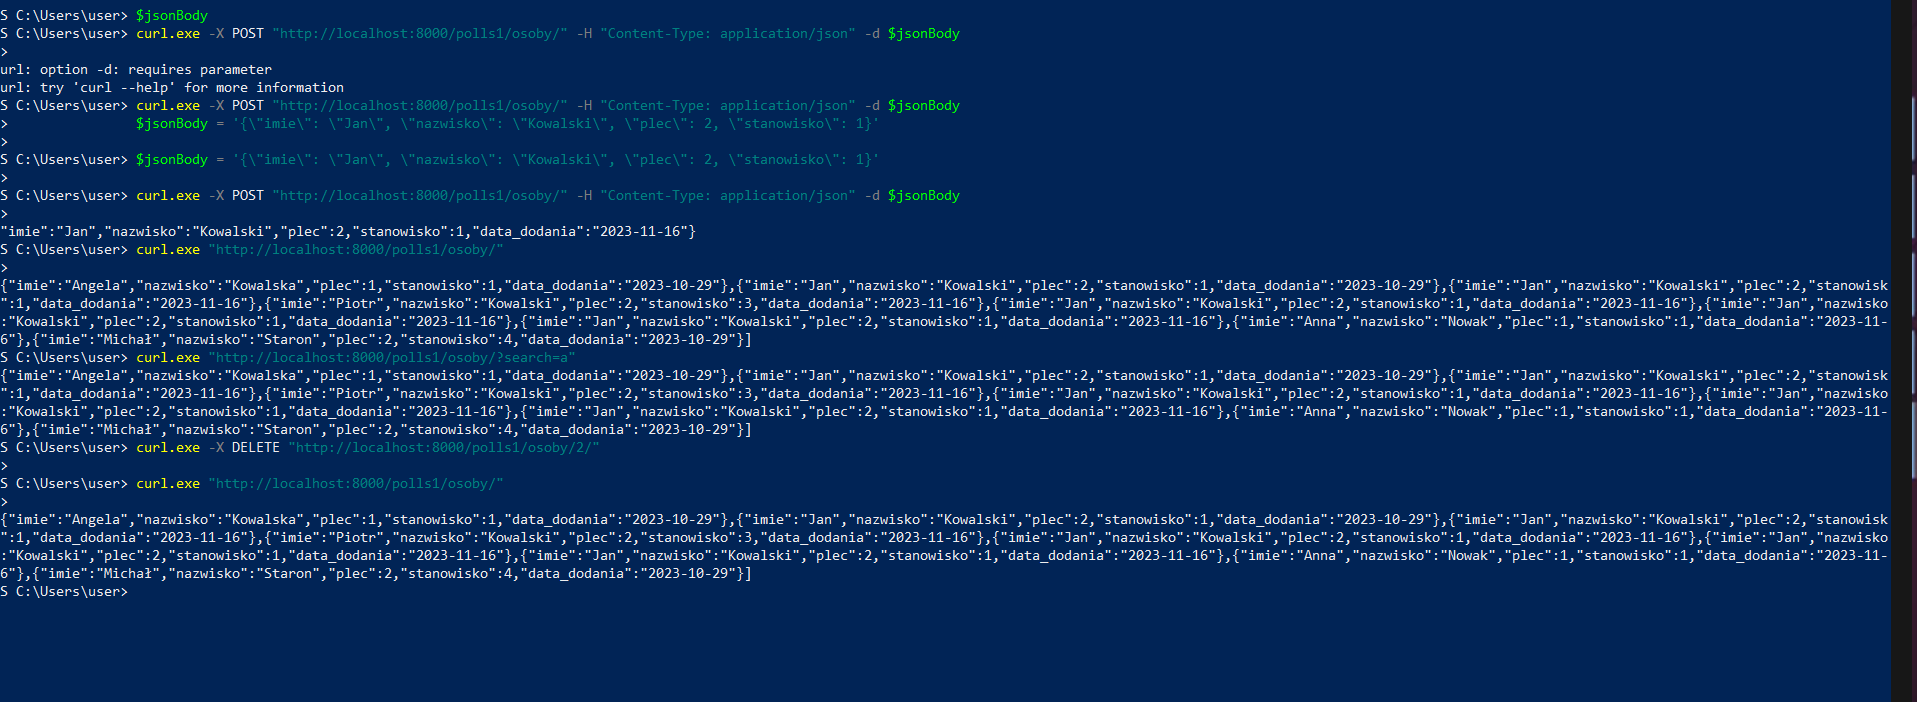 S C:\Users\user> $jsonBody
S C:\Users\user> curl.exe -X POST "http://localhost:8000/polls1/osoby/" -H "Content-Type: application/json" -d $jsonBody
>
url: option -d: requires parameter
url: try 'curl --help' for more information
S C:\Users\user> curl.exe -X POST "http://localhost:8000/polls1/osoby/" -H "Content-Type: application/json" -d $jsonBody
> $jsonBody = '{\"imie\": \"Jan\", \"nazwisko\": \"Kowalski\", \"plec\": 2, \"stanowisko\": 1}'
>
S C:\Users\user> $jsonBody = '{\"imie\": \"Jan\", \"nazwisko\": \"Kowalski\", \"plec\": 2, \"stanowisko\": 1}'
>
S C:\Users\user> curl.exe -X POST "http://localhost:8000/polls1/osoby/" -H "Content-Type: application/json" -d $jsonBody
>
"imie":"Jan","nazwisko":"Kowalski","plec":2,"stanowisko":1,"data_dodania":"2023-11-16"}
S C:\Users\user> curl.exe "http://localhost:8000/polls1/osoby/"
>
{"imie":"Angela","nazwisko":"Kowalska","plec":1,"stanowisko":1,"data_dodania":"2023-10-29"},{"imie":"Jan","nazwisko":"Kowalski","plec":2,"stanowisko":1,"data_dodania":"2023-10-29"},{"imie":"Jan","nazwisko":"Kowalski","plec":2,"stanowisk
":1,"data_dodania":"2023-11-16"},{"imie":"Piotr","nazwisko":"Kowalski","plec":2,"stanowisko":3,"data_dodania":"2023-11-16"},{"imie":"Jan","nazwisko":"Kowalski","plec":2,"stanowisko":1,"data_dodania":"2023-11-16"},{"imie":"Jan","nazwisko
:"Kowalski","plec":2,"stanowisko":1,"data_dodania":"2023-11-16"},{"imie":"Jan","nazwisko":"Kowalski","plec":2,"stanowisko":1,"data_dodania":"2023-11-16"},{"imie":"Anna","nazwisko":"Nowak","plec":1,"stanowisko":1,"data_dodania":"2023-11-
6"},{"imie":"Michał","nazwisko":"Staron","plec":2,"stanowisko":4,"data_dodania":"2023-10-29"}]
S C:\Users\user> curl.exe "http://localhost:8000/polls1/osoby/?search=a"
{"imie":"Angela","nazwisko":"Kowalska","plec":1,"stanowisko":1,"data_dodania":"2023-10-29"},{"imie":"Jan","nazwisko":"Kowalski","plec":2,"stanowisko":1,"data_dodania":"2023-10-29"},{"imie":"Jan","nazwisko":"Kowalski","plec":2,"stanowisk
":1,"data_dodania":"2023-11-16"},{"imie":"Piotr","nazwisko":"Kowalski","plec":2,"stanowisko":3,"data_dodania":"2023-11-16"},{"imie":"Jan","nazwisko":"Kowalski","plec":2,"stanowisko":1,"data_dodania":"2023-11-16"},{"imie":"Jan","nazwisko
:"Kowalski","plec":2,"stanowisko":1,"data_dodania":"2023-11-16"},{"imie":"Jan","nazwisko":"Kowalski","plec":2,"stanowisko":1,"data_dodania":"2023-11-16"},{"imie":"Anna","nazwisko":"Nowak","plec":1,"stanowisko":1,"data_dodania":"2023-11-
6"},{"imie":"Michał","nazwisko":"Staron","plec":2,"stanowisko":4,"data_dodania":"2023-10-29"}]
S C:\Users\user> curl.exe -X DELETE "http://localhost:8000/polls1/osoby/2/"
>
S C:\Users\user> curl.exe "http://localhost:8000/polls1/osoby/"
>
{"imie":"Angela","nazwisko":"Kowalska","plec":1,"stanowisko":1,"data_dodania":"2023-10-29"},{"imie":"Jan","nazwisko":"Kowalski","plec":2,"stanowisko":1,"data_dodania":"2023-10-29"},{"imie":"Jan","nazwisko":"Kowalski","plec":2,"stanowisk
":1,"data_dodania":"2023-11-16"},{"imie":"Piotr","nazwisko":"Kowalski","plec":2,"stanowisko":3,"data_dodania":"2023-11-16"},{"imie":"Jan","nazwisko":"Kowalski","plec":2,"stanowisko":1,"data_dodania":"2023-11-16"},{"imie":"Jan","nazwisko
:"Kowalski","plec":2,"stanowisko":1,"data_dodania":"2023-11-16"},{"imie":"Jan","nazwisko":"Kowalski","plec":2,"stanowisko":1,"data_dodania":"2023-11-16"},{"imie":"Anna","nazwisko":"Nowak","plec":1,"stanowisko":1,"data_dodania":"2023-11-
6"},{"imie":"Michał","nazwisko":"Staron","plec":2,"stanowisko":4,"data_dodania":"2023-10-29"}]
S C:\Users\user>